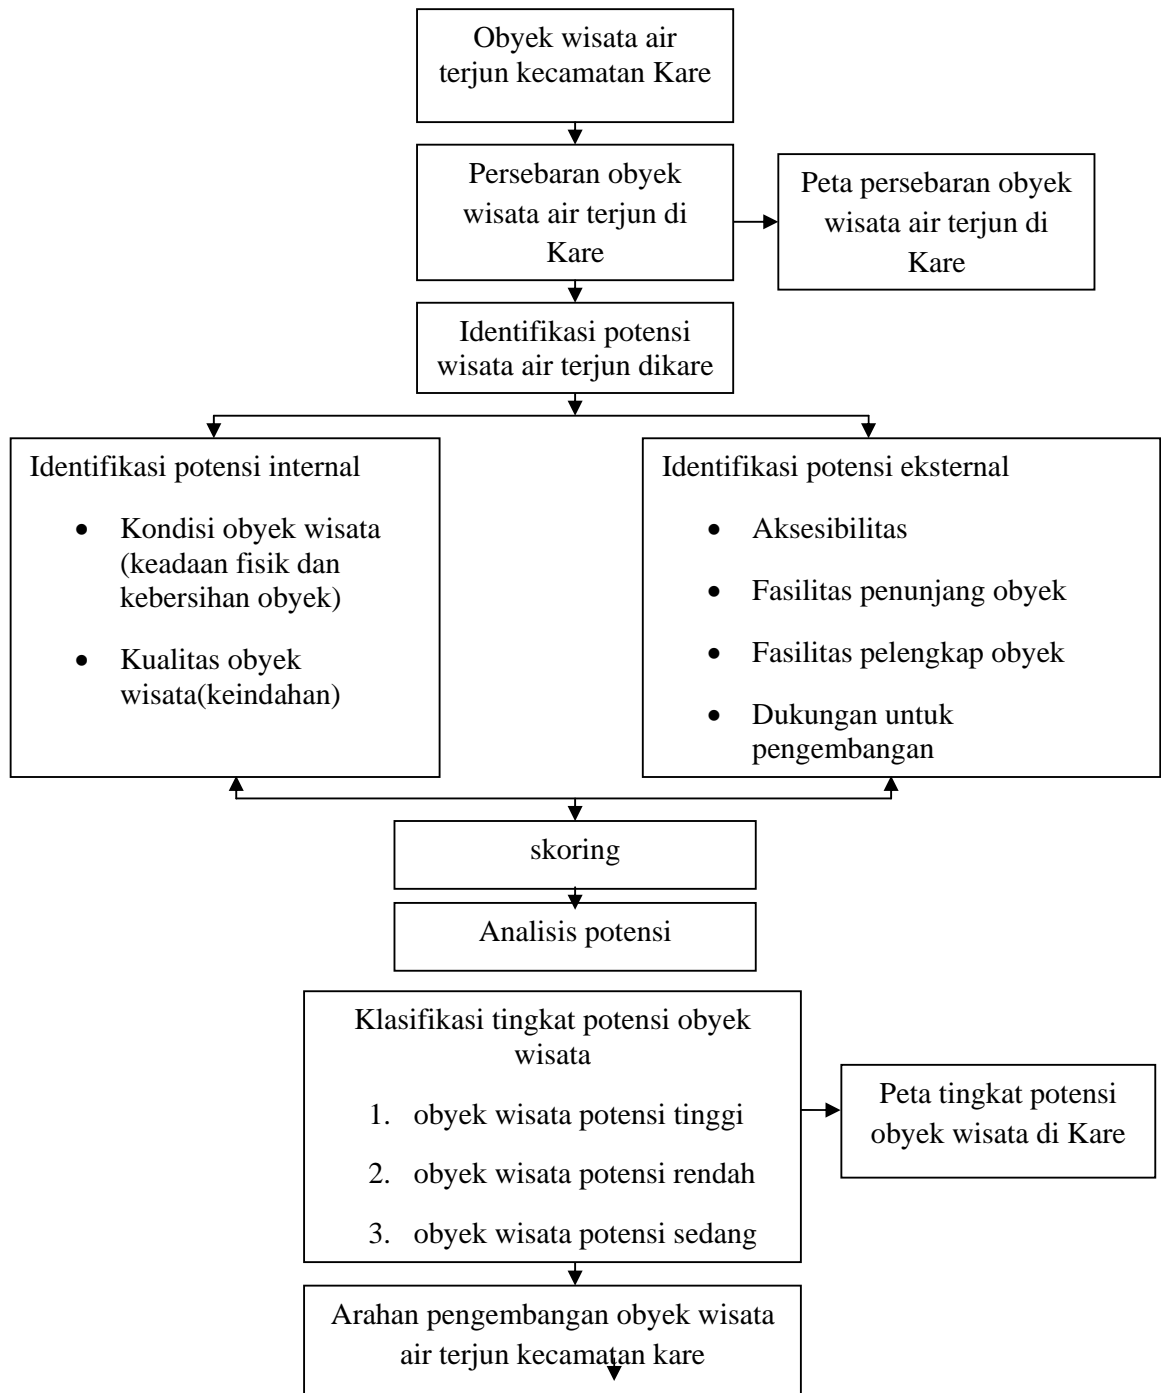 Obyek wisata air
terjun kecamatan Kare
Persebaran obyek
wisata air terjun di
Kare
Peta persebaran obyek
wisata air terjun di
Kare
Identifikasi potensi
wisata air terjun dikare
Identifikasi potensi internal
• Kondisi obyek wisata
(keadaan fisik dan
kebersihan obyek)
• Kualitas obyek
wisata(keindahan)
Identifikasi potensi eksternal
• Aksesibilitas
• Fasilitas penunjang obyek
• Fasilitas pelengkap obyek
• Dukungan untuk
pengembangan
skoring
Analisis potensi
Klasifikasi tingkat potensi obyek
wisata
1. obyek wisata potensi tinggi
2. obyek wisata potensi rendah
3. obyek wisata potensi sedang
Peta tingkat potensi
obyek wisata di Kare
Arahan pengembangan obyek wisata
air terjun kecamatan kare